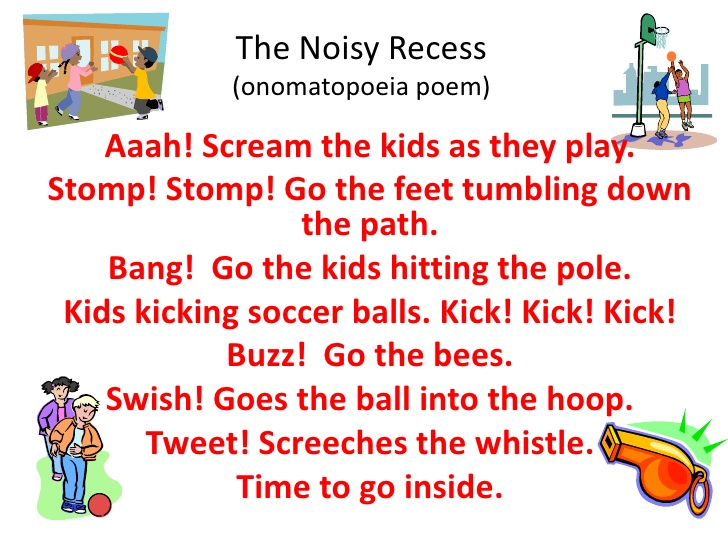 The Noisy Recess
(onomatopoeia poem)
Aaah! Scream the kids as they play.
Stomp! Stomp! Go the feet tumbling down
the path.
Bang!  Go the kids hitting the pole.
Kids kicking soccer balls. Kick! Kick! Kick!
Buzz!  Go the bees.
Swish! Goes the ball into the hoop.
Tweet! Screeches the whistle.
Time to go inside.